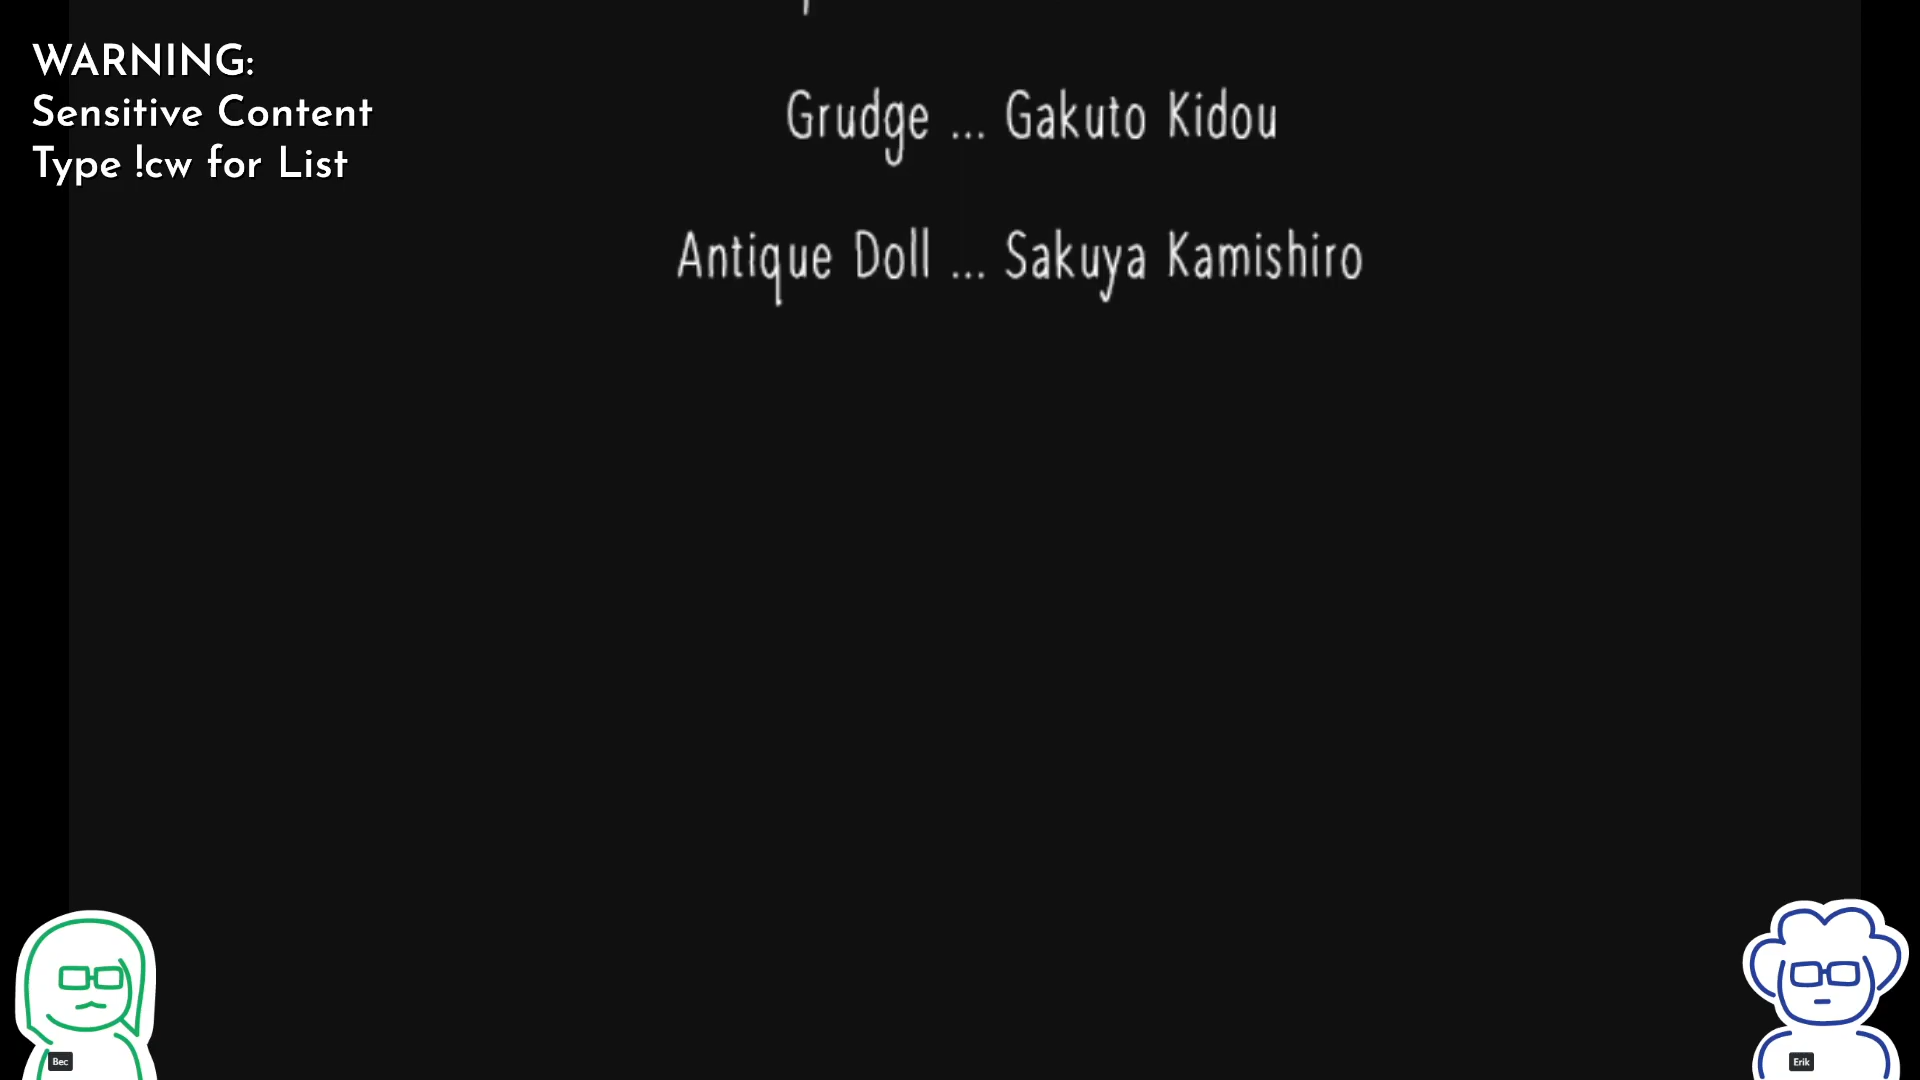 WARNING:
Sensitive Content
Type !cw for List
Grudge ... Gakuto Kidou
Antique Doll ... Sakuya Kamishiro
Bec
Erik